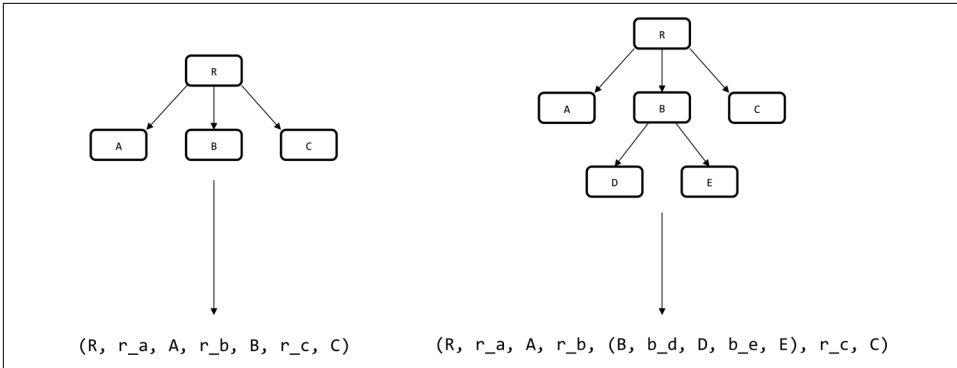 R
A
B
C
(R, r_a, A, r_b, B, r_c, C)
R
A
B
C
D
E
(R, r_a, A, r_b, (B, b_d, D, b_e, E), r_c, C)